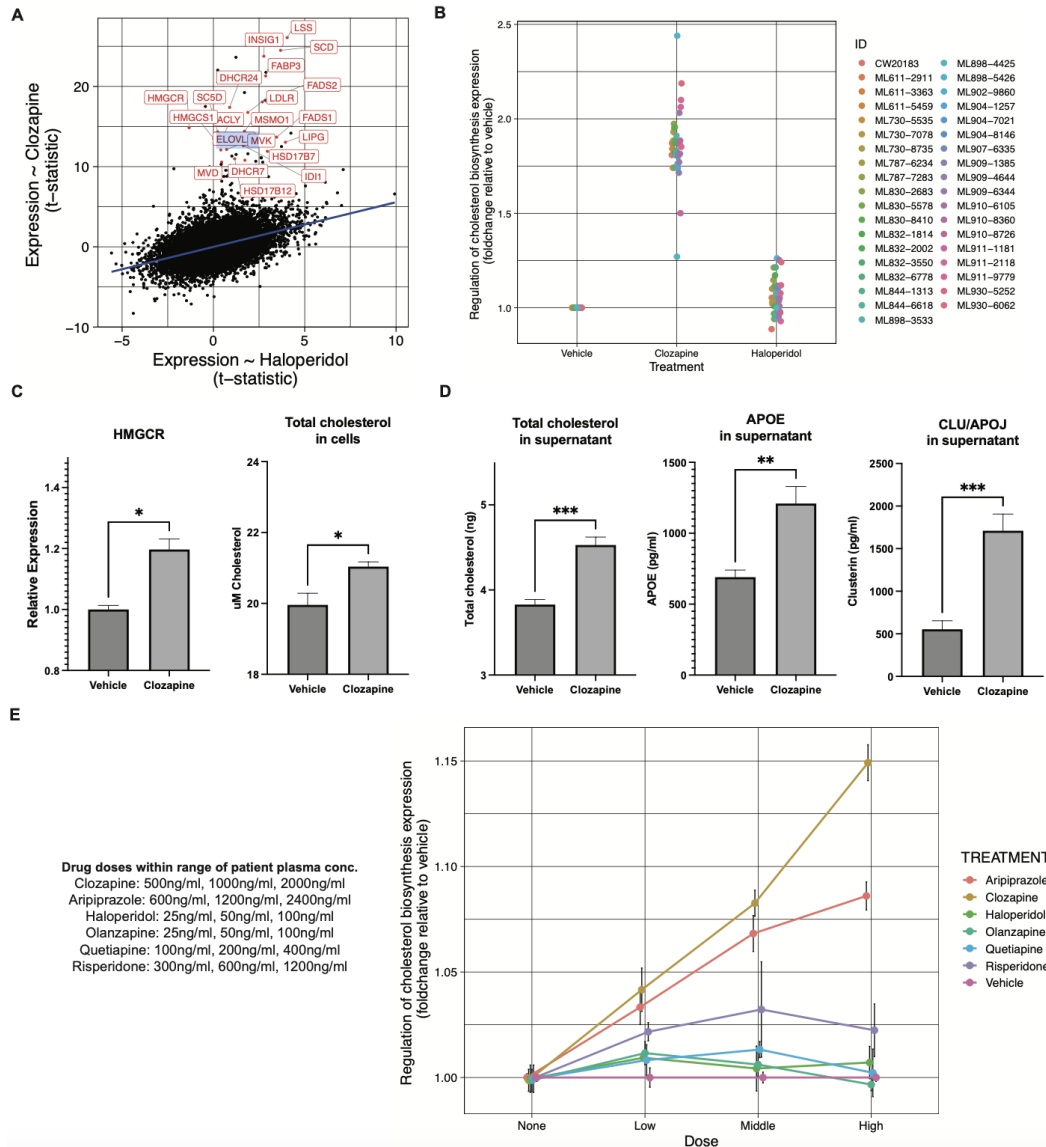 A
Expression ~ Clozapine
(t−statistic)
20
10
0
−10
LSS
INSIG1
SCD
FABP3
DHCR24
FADS2
HMGCR
SC5D
LDLR
HMGCS1
ACLY
MSMO1
FADS1
ELOVL
MVK
LIPG
HSD17B7
MVD
DHCR7
IDI1
HSD17B12
−5
0
5
10
Expression ~ Haloperidol
(t−statistic)
B
Regulation of cholesterol biosynthesis expression
(foldchange relative to vehicle)
2.5
2.0
1.5
1.0
Vehicle
Clozapine
Haloperidol
Treatment
ID
CW20183
ML611−2911
ML611−3363
ML611−5459
ML730−5535
ML730−7078
ML730−8735
ML787−6234
ML787−7283
ML830−2683
ML830−5578
ML830−8410
ML832−1814
ML832−2002
ML832−3550
ML832−6778
ML844−1313
ML844−6618
ML898−3533
ML898−4425
ML898−5426
ML902−9860
ML904−1257
ML904−7021
ML904−8146
ML907−6335
ML909−1385
ML909−4644
ML909−6344
ML910−6105
ML910−8360
ML910−8726
ML911−1181
ML911−2118
ML911−9779
ML930−5252
ML930−6062
C
HMGCR
Relative Expression
1.4
1.2
1.0
0.8
*
Vehicle
Clozapine
Total cholesterol
in cells
uM Cholesterol
24
22
20
18
*
Vehicle
Clozapine
D
Total cholesterol
in supernatant
Total cholesterol (ng)
5
4
3
***
Vehicle
Clozapine
APOE
in supernatant
APOE (pg/ml)
1500
1000
500
0
**
Vehicle
Clozapine
CLU/APOJ
in supernatant
Clusterin (pg/ml)
2500
2000
1500
1000
500
0
***
Vehicle
Clozapine
E
Drug doses within range of patient plasma conc.
Clozapine: 500ng/ml, 1000ng/ml, 2000ng/ml
Aripiprazole: 600ng/ml, 1200ng/ml, 2400ng/ml
Haloperidol: 25ng/ml, 50ng/ml, 100ng/ml
Olanzapine: 25ng/ml, 50ng/ml, 100ng/ml
Quetiapine: 100ng/ml, 200ng/ml, 400ng/ml
Risperidone: 300ng/ml, 600ng/ml, 1200ng/ml
Regulation of cholesterol biosynthesis expression
(foldchange relative to vehicle)
1.15
1.10
1.05
1.00
None
Low
Middle
High
Dose
TREATMENT
Aripiprazole
Clozapine
Haloperidol
Olanzapine
Quetiapine
Risperidone
Vehicle